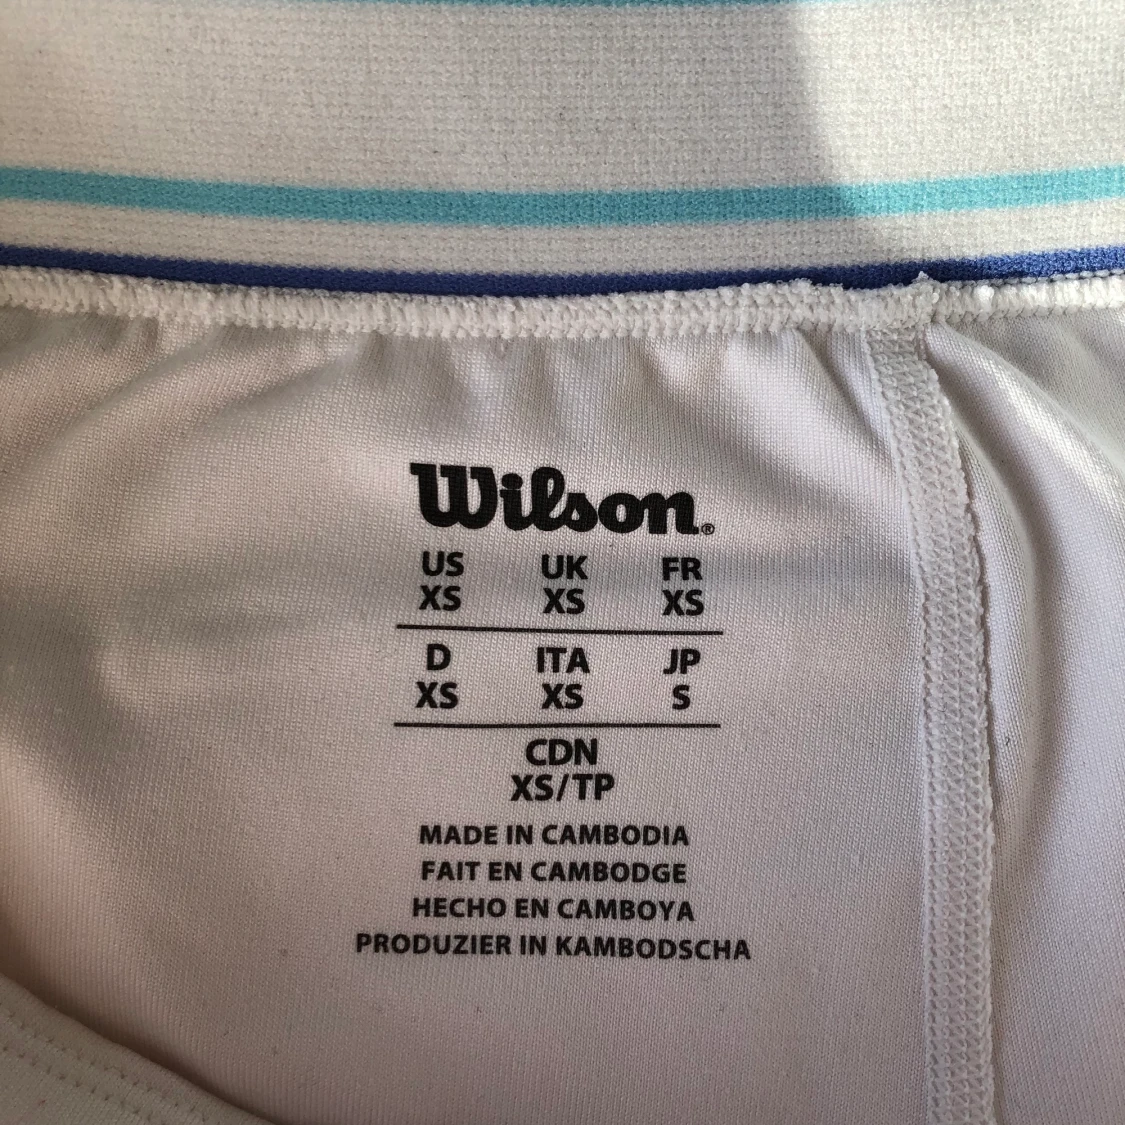 Wilson®
US UK FR
XS XS XS
D ITA JP
XS XS S
CDN
XS/TP
MADE IN CAMBODIA
FAIT EN CAMBODGE
HECHO EN CAMBOYA
PRODUZIER IN KAMBODSCHA